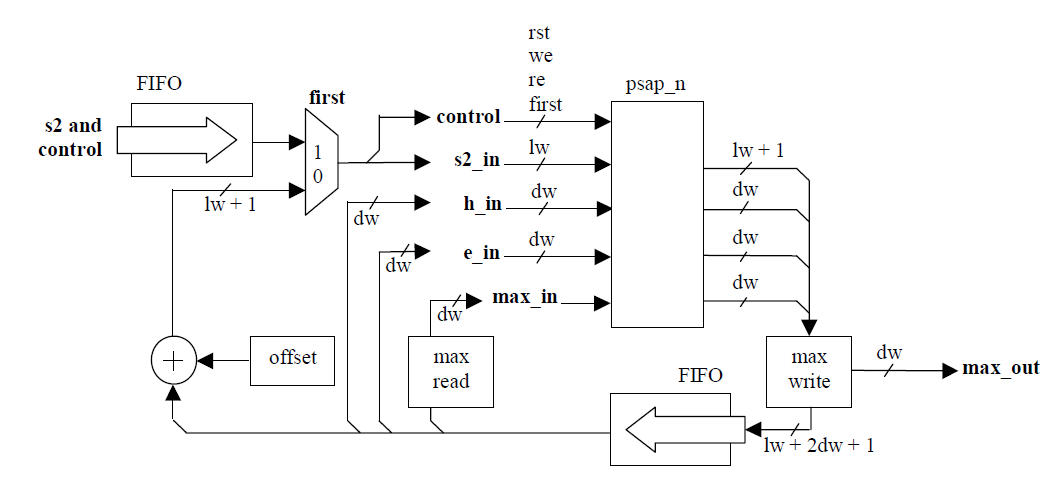 rst
we
re
first
FIFO
first
psap_n
s2 and
control
control
1
0
s2_in
lw
lw + 1
lw + 1
dw
h_in
dw
dw
dw
e_in
dw
dw
dw
max_in
dw
offset
max
read
max
write
dw
max_out
FIFO
lw + 2dw + 1